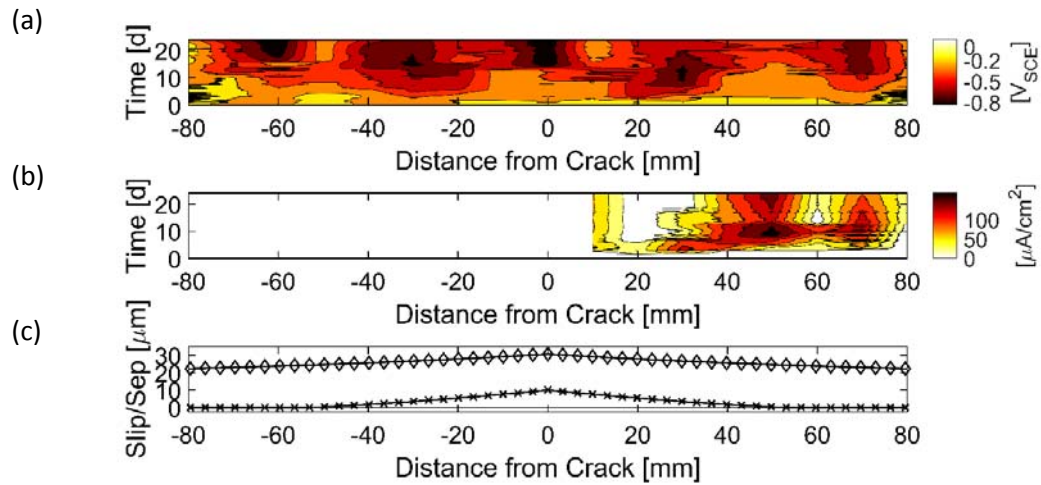 (a)
Time [d]
20
10
0
-80 -60 -40 -20 0 20 40 60 80
Distance from Crack [mm]
0
-0.2
-0.5
-0.8
[V_SCE]
(b)
Time [d]
20
10
0
-80 -60 -40 -20 0 20 40 60 80
Distance from Crack [mm]
100
50
0
[μA/cm²]
(c)
Slip/Sep [μm]
30
20
10
0
-80 -60 -40 -20 0 20 40 60 80
Distance from Crack [mm]